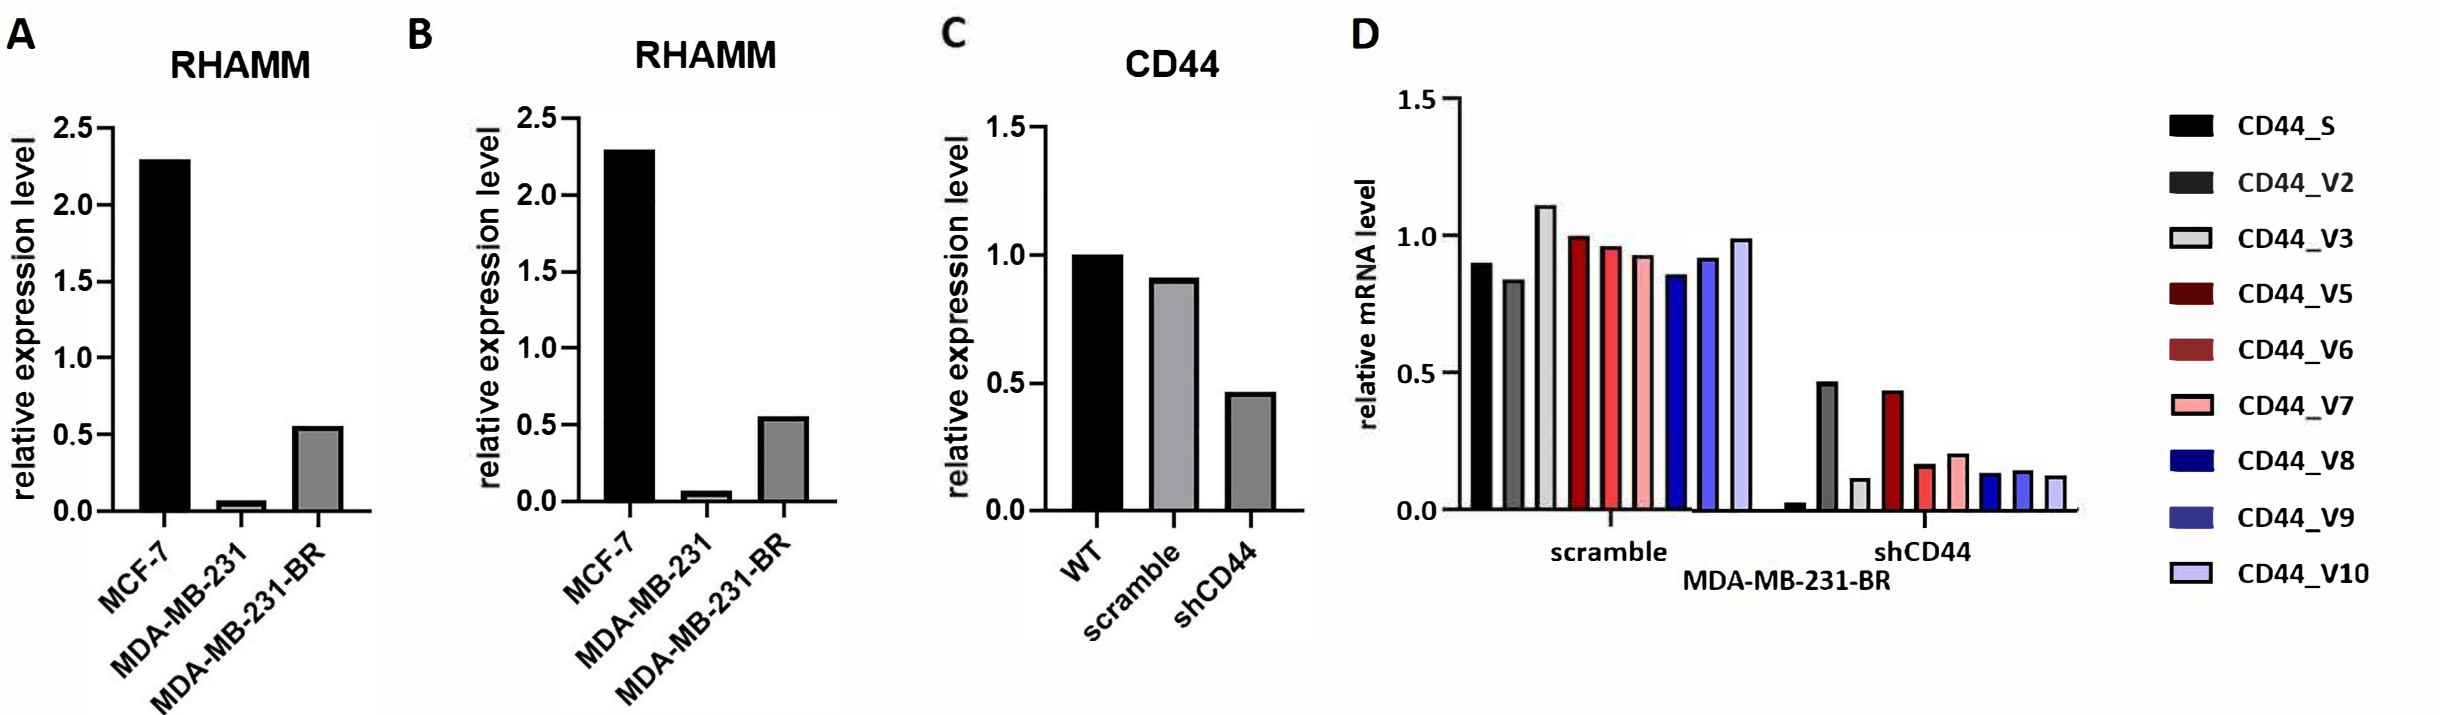 A
RHAMM
relative expression level
2.5
2.0
1.5
1.0
0.5
0.0
MCF-7
MDA-MB-231
MDA-MB-231-BR
B
RHAMM
relative expression level
2.5
2.0
1.5
1.0
0.5
0.0
MCF-7
MDA-MB-231
MDA-MB-231-BR
C
CD44
relative expression level
1.5
1.0
0.5
0.0
WT
scramble
shCD44
D
relative mRNA level
1.5
1.0
0.5
0.0
scramble
shCD44
MDA-MB-231-BR
CD44_S
CD44_V2
CD44_V3
CD44_V5
CD44_V6
CD44_V7
CD44_V8
CD44_V9
CD44_V10